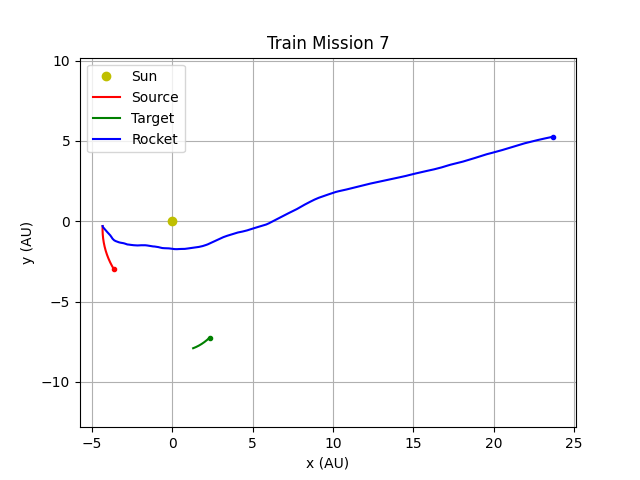 Train Mission 7
Sun
Source
Target
Rocket
y (AU)
10
5
0
−5
−10
−5 0 5 10 15 20 25
x (AU)